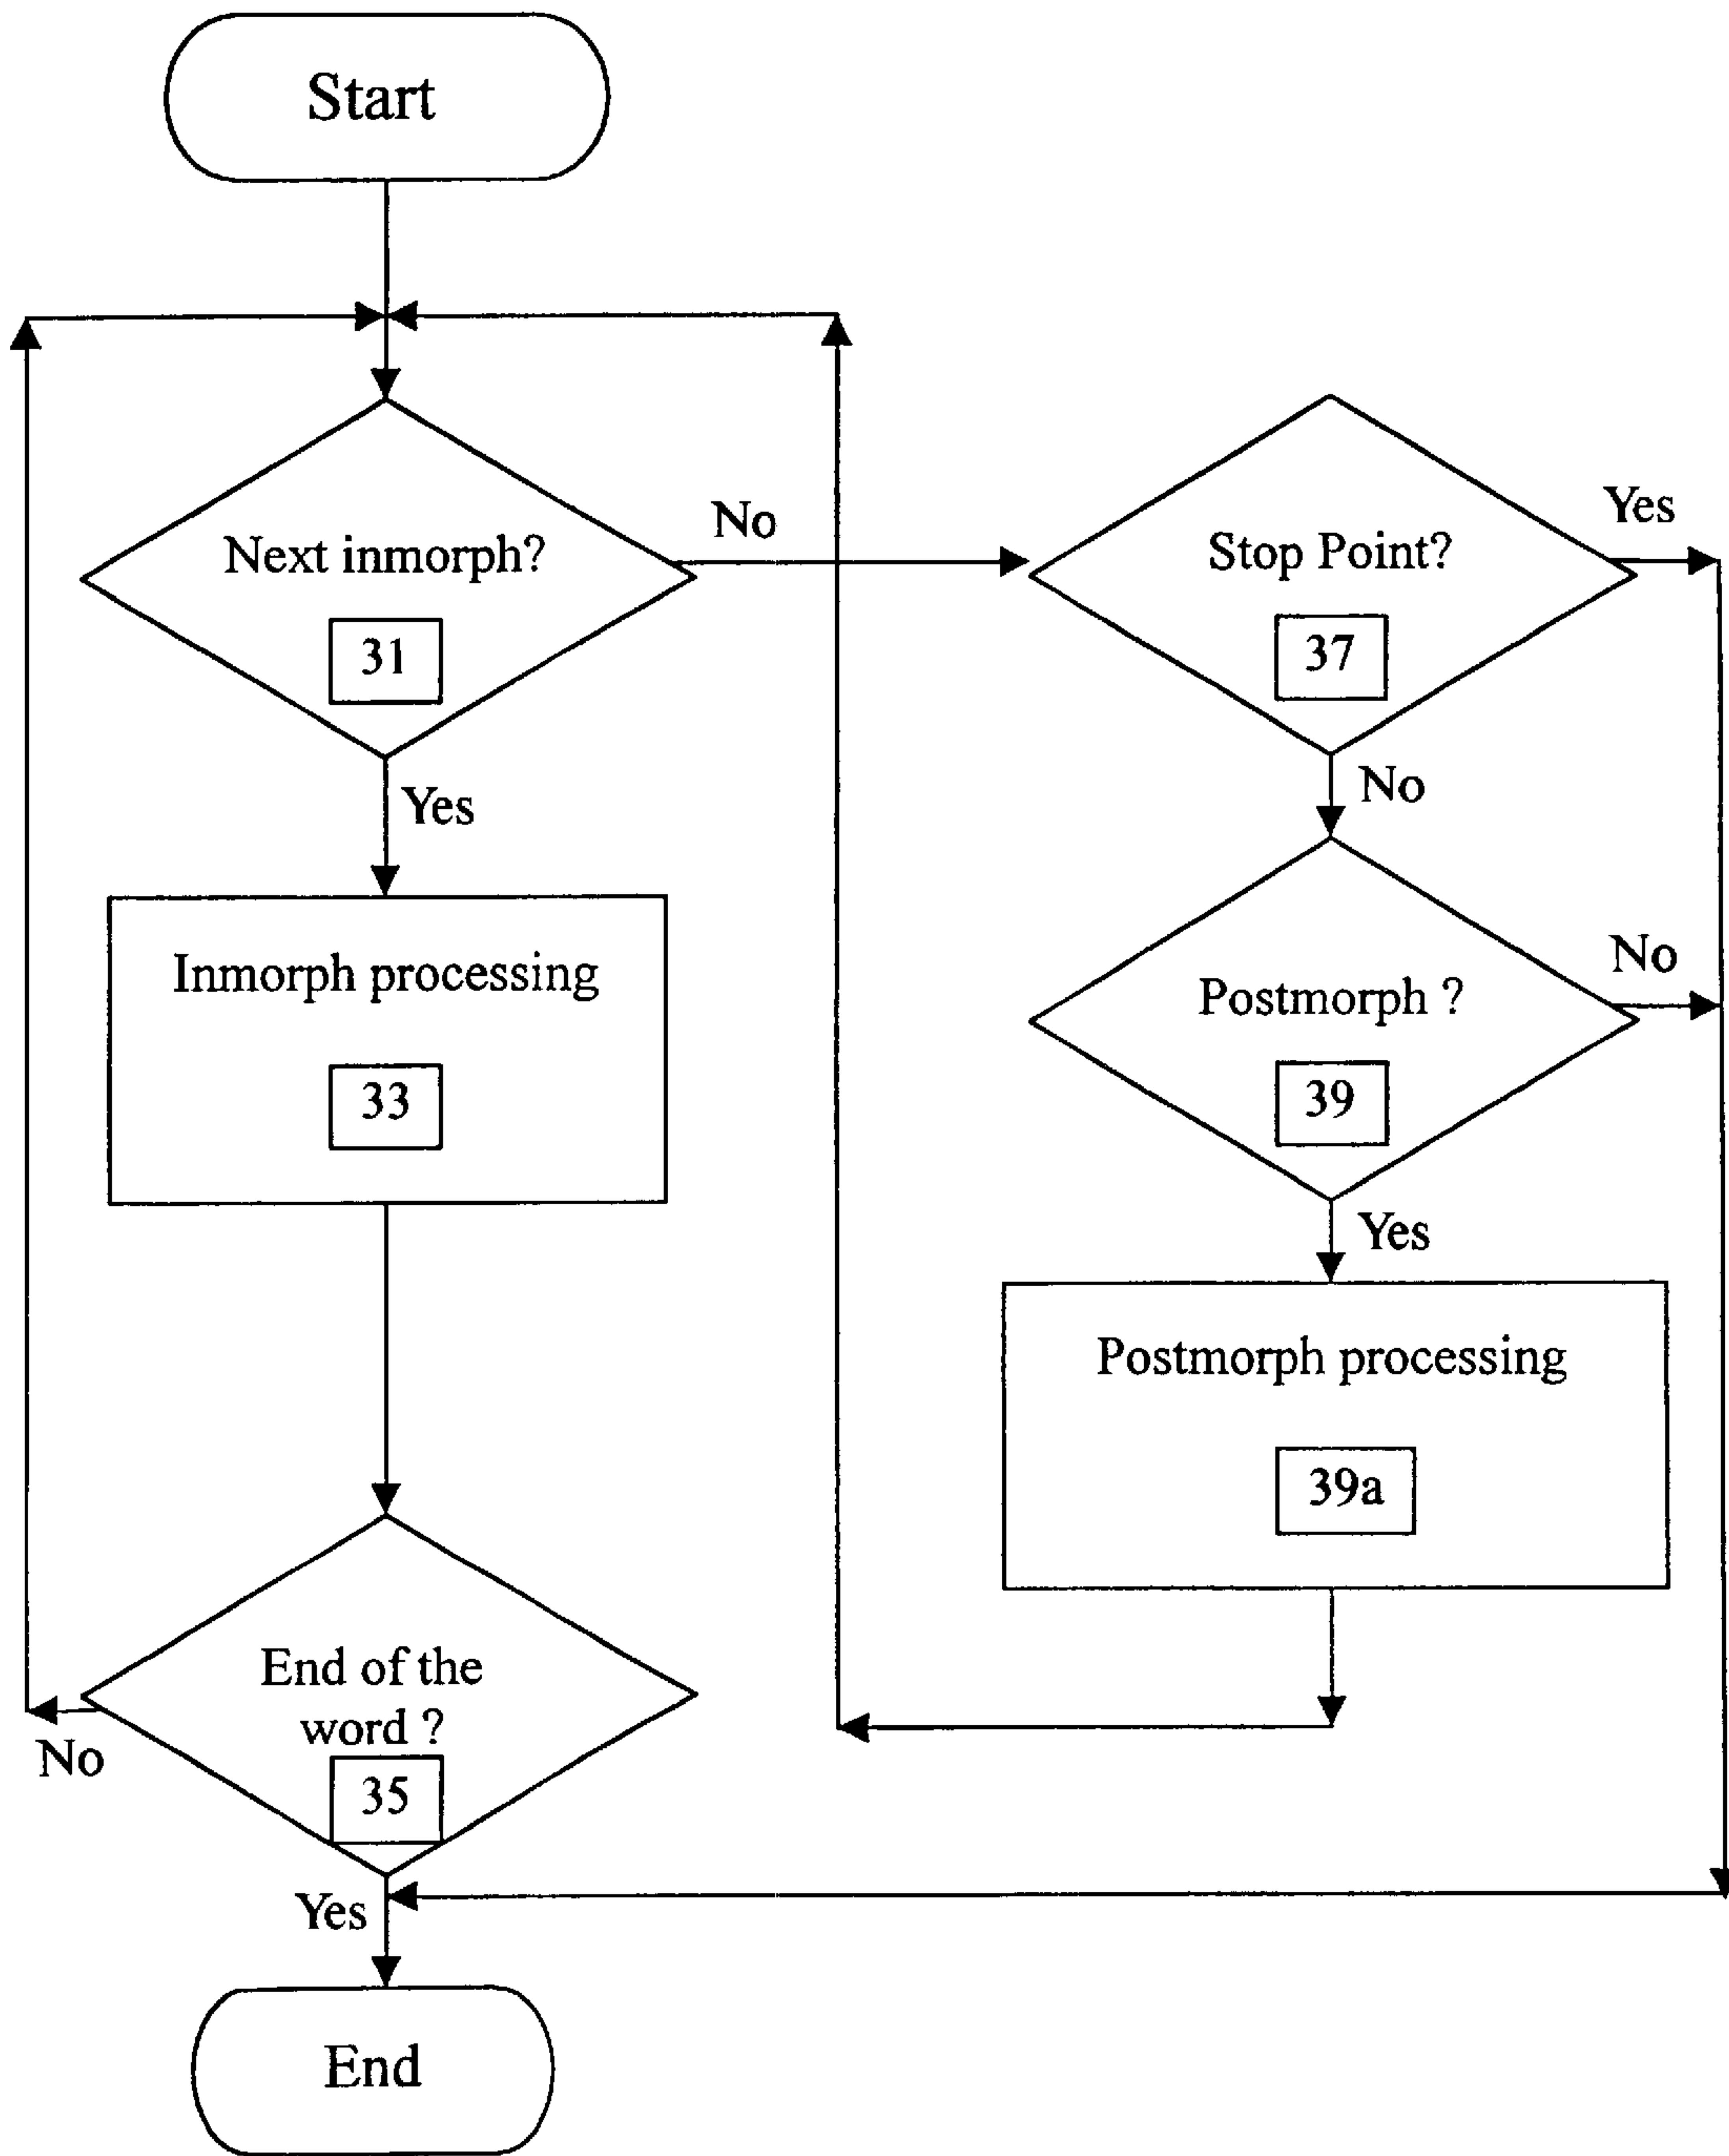 Start
Next inmorph?
31
No
Yes
Inmorph processing
33
End of the
word ?
35
No
Yes
End
Stop Point?
37
Yes
No
Postmorph ?
39
No
Yes
Postmorph processing
39a